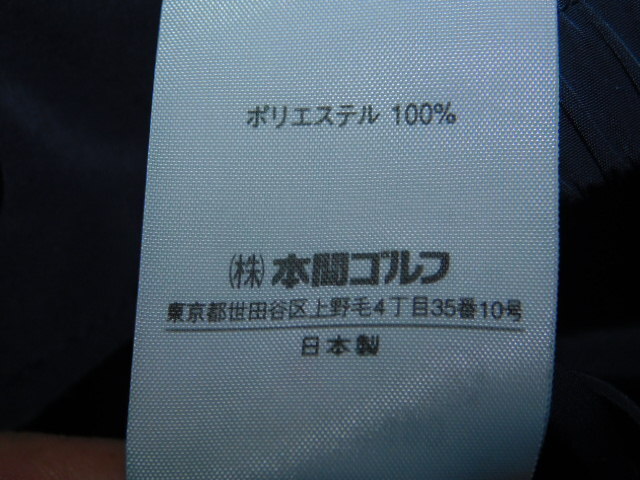 ポリエステル 100%
(株)本間ゴルフ
東京都世田谷区上野毛4丁目35番10号
日本製